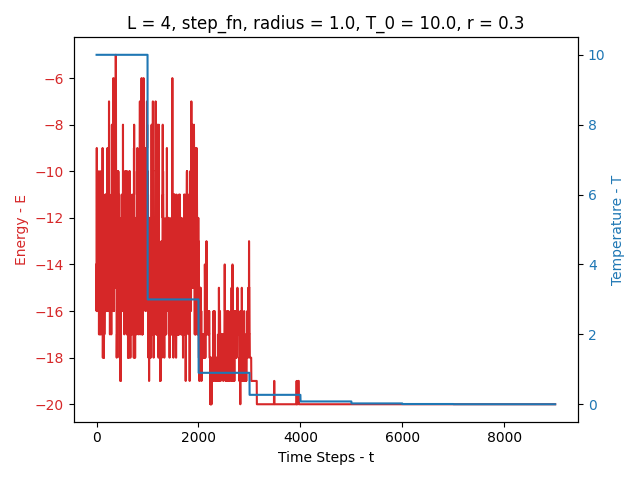 L = 4, step_fn, radius = 1.0, T_0 = 10.0, r = 0.3
Energy - E
−6
−8
−10
−12
−14
−16
−18
−20
10
8
6
4
2
0
Temperature - T
0 2000 4000 6000 8000
Time Steps - t